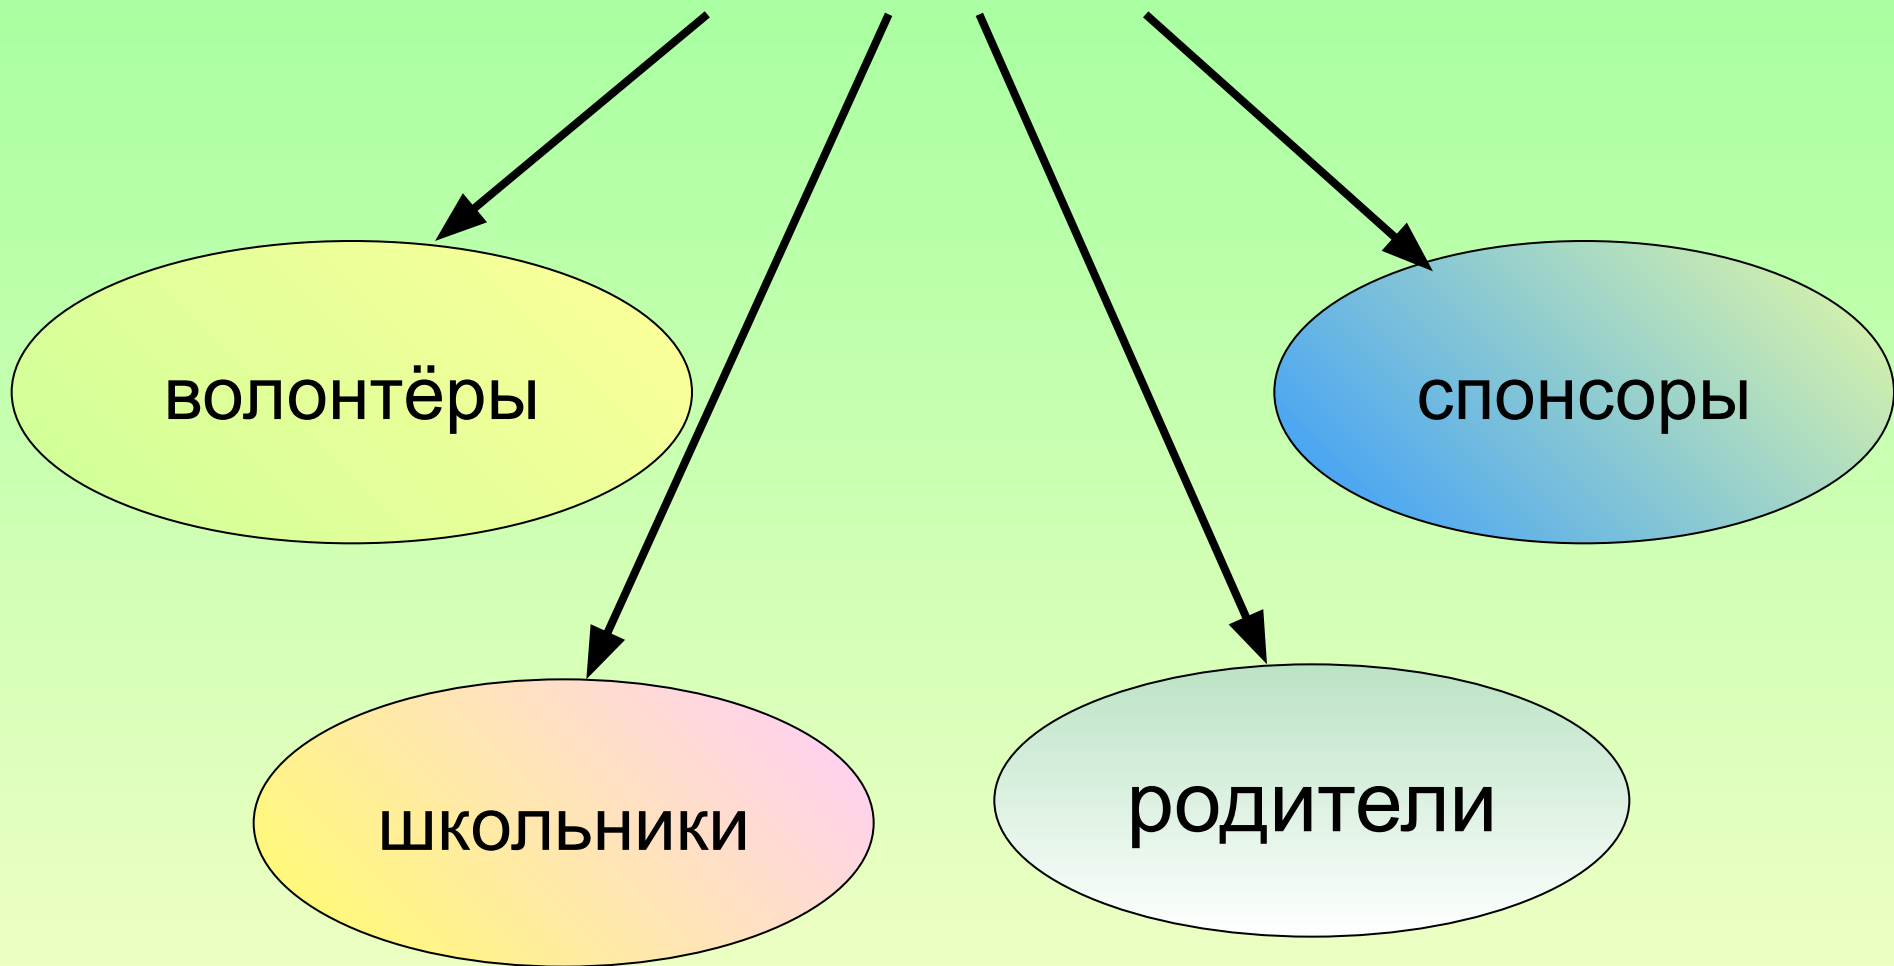 волонтёры
спонсоры
школьники
родители